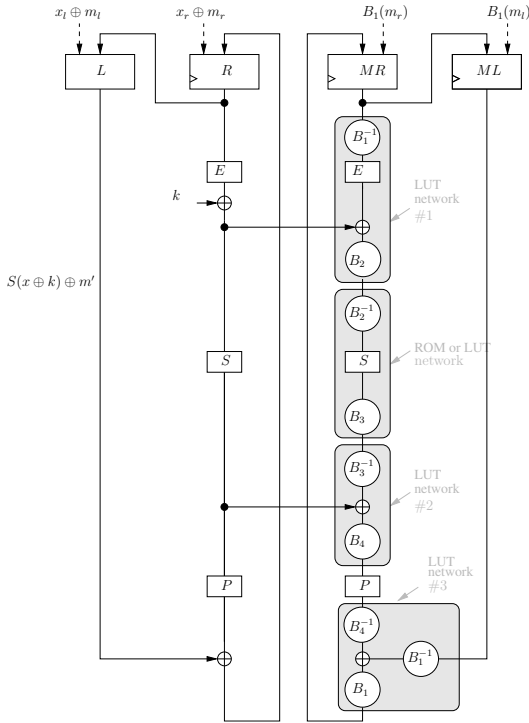 x_l ⊕ m_l
x_r ⊕ m_r
B_1(m_r)
B_1(m_l)
L
R
MR
ML
B_1^{-1}
E
E
LUT
network
#1
k
B_2
S(x ⊕ k) ⊕ m′
B_2^{-1}
ROM or LUT
network
S
S
B_3
B_3^{-1}
LUT
network
#2
B_4
LUT
network
#3
P
P
B_4^{-1}
B_1^{-1}
B_1